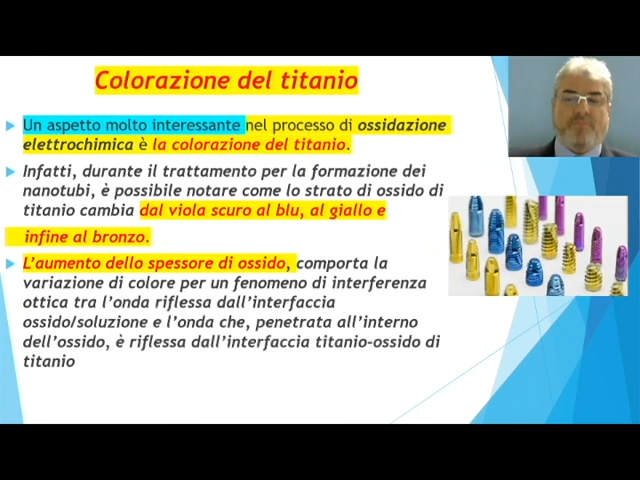 Colorazione del titanio
Un aspetto molto interessante nel processo di ossidazione
elettrochimica è la colorazione del titanio.
Infatti, durante il trattamento per la formazione dei
nanotubi, è possibile notare come lo strato di ossido di
titanio cambia dal viola scuro al blu, al giallo e
infine al bronzo.
L’aumento dello spessore di ossido, comporta la
variazione di colore per un fenomeno di interferenza
ottica tra l’onda riflessa dall’interfaccia
ossido/soluzione e l’onda che, penetrata all’interno
dell’ossido, è riflessa dall’interfaccia titanio-ossido di
titanio